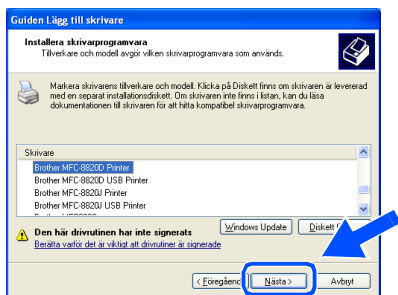 Guiden Lägg till skrivare
Installera skrivarprogramvara
Tillverkare och modell avgör vilken skrivarprogramvara som används.
Markera skrivarens tillverkare och modell. Klicka på Diskett finns om skrivaren är levererad
med en separat installationsdiskett. Om skrivaren inte finns i listan, kan du läsa
dokumentationen till skrivaren för att hitta kompatibel skrivarprogramvara.
Skrivare
Brother MFC-8820D Printer
Brother MFC-8820D USB Printer
Brother MFC-8820J Printer
Brother MFC-8820J USB Printer
Den här drivrutinen har inte signerats
Windows Update
Diskett
Berätta varför det är viktigt att drivrutiner är signerade
< Föregående
Nästa >
Avbryt